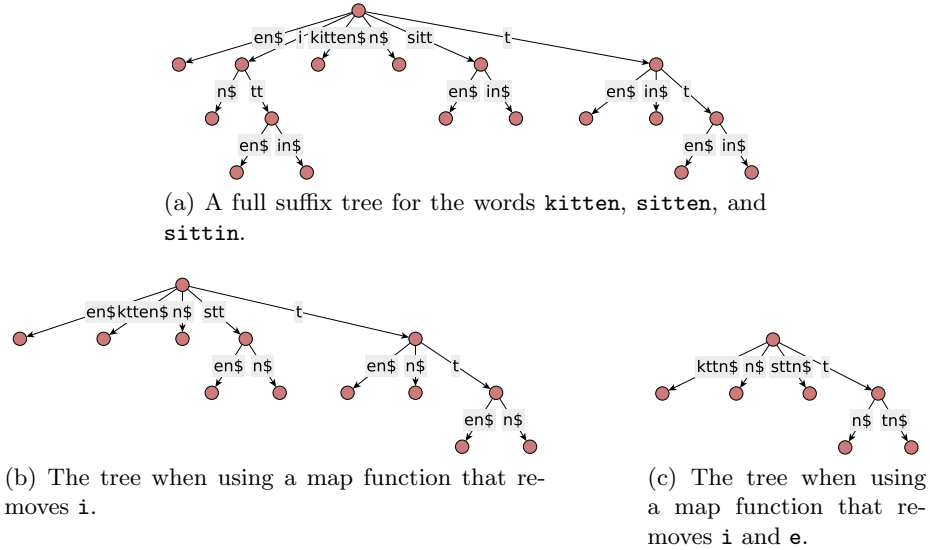 en$ i kitten$ n$ sitt t
n$ tt en$ in$ en$ in$ t
en$ in$ en$ in$
(a) A full suffix tree for the words kitten, sitten, and
sittin.
en$ ktten$ n$ stt t
en$ n$ en$ n$ t
en$ n$
kttn$ n$ sttn$ t
n$ tn$
(b) The tree when using a map function that re-
moves i.
(c) The tree when using
a map function that re-
moves i and e.